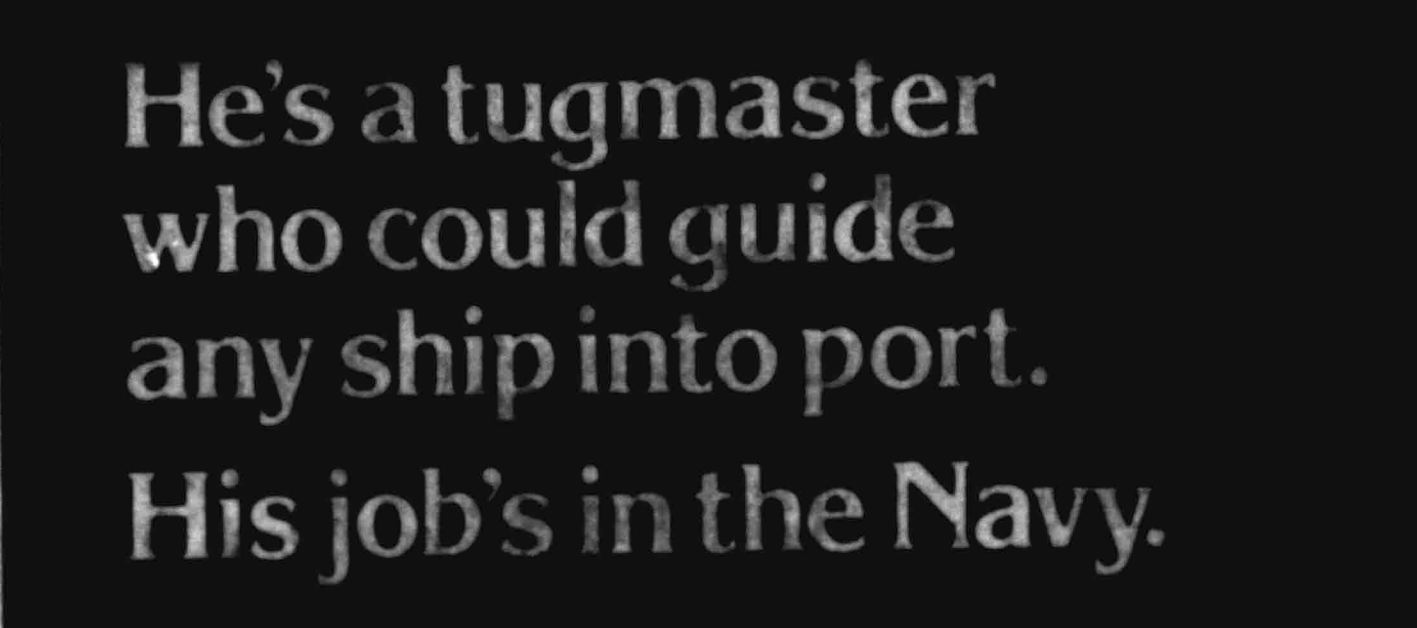 He's a tugmaster
who could guide
any ship into port.
His job's in the Navy.